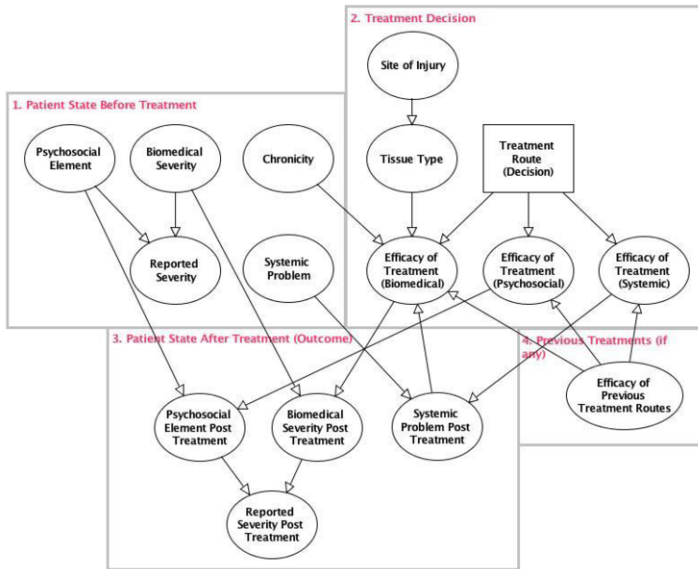 2. Treatment Decision
Site of Injury
1. Patient State Before Treatment
Psychosocial
Element
Biomedical
Severity
Chronicity
Tissue Type
Treatment
Route
(Decision)
Reported
Severity
Systemic
Problem
Efficacy of
Treatment
(Biomedical)
Efficacy of
Treatment
(Psychosocial)
Efficacy of
Treatment
(Systemic)
3. Patient State After Treatment (Outcome)
4. Previous Treatments (if
any)
Psychosocial
Element Post
Treatment
Biomedical
Severity Post
Treatment
Systemic
Problem Post
Treatment
Efficacy of
Previous
Treatment Routes
Reported
Severity Post
Treatment